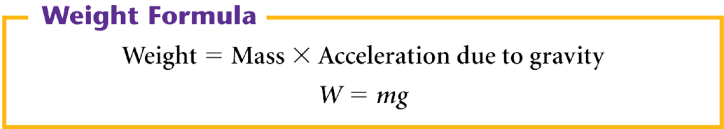 Weight Formula
Weight = Mass × Acceleration due to gravity
W = mg